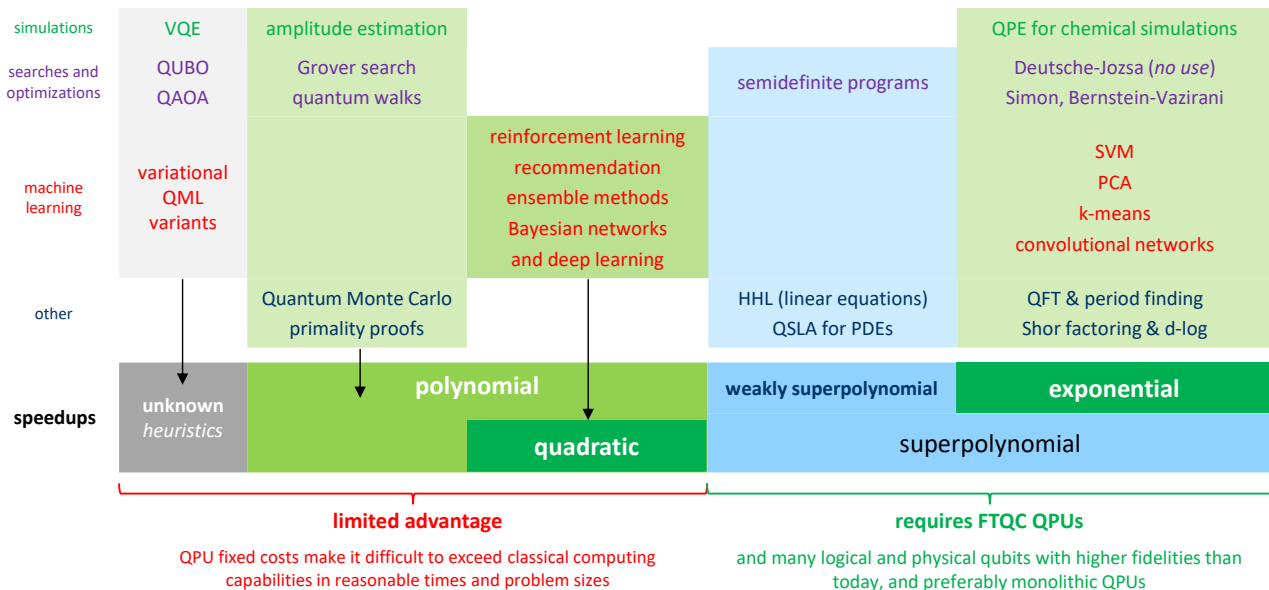 simulations
VQE
amplitude estimation
QPE for chemical simulations
searches and
optimizations
QUBO
QAOA
Grover search
quantum walks
semidefinite programs
Deutsche-Jozsa (no use)
Simon, Bernstein-Vazirani
machine
learning
variational
QML
variants
reinforcement learning
recommendation
ensemble methods
Bayesian networks
and deep learning
SVM
PCA
k-means
convolutional networks
other
Quantum Monte Carlo
primality proofs
HHL (linear equations)
QSLA for PDEs
QFT & period finding
Shor factoring & d-log
speedups
unknown
heuristics
polynomial
quadratic
weakly superpolynomial
exponential
superpolynomial
limited advantage
QPU fixed costs make it difficult to exceed classical computing
capabilities in reasonable times and problem sizes
requires FTQC QPUs
and many logical and physical qubits with higher fidelities than
today, and preferably monolithic QPUs